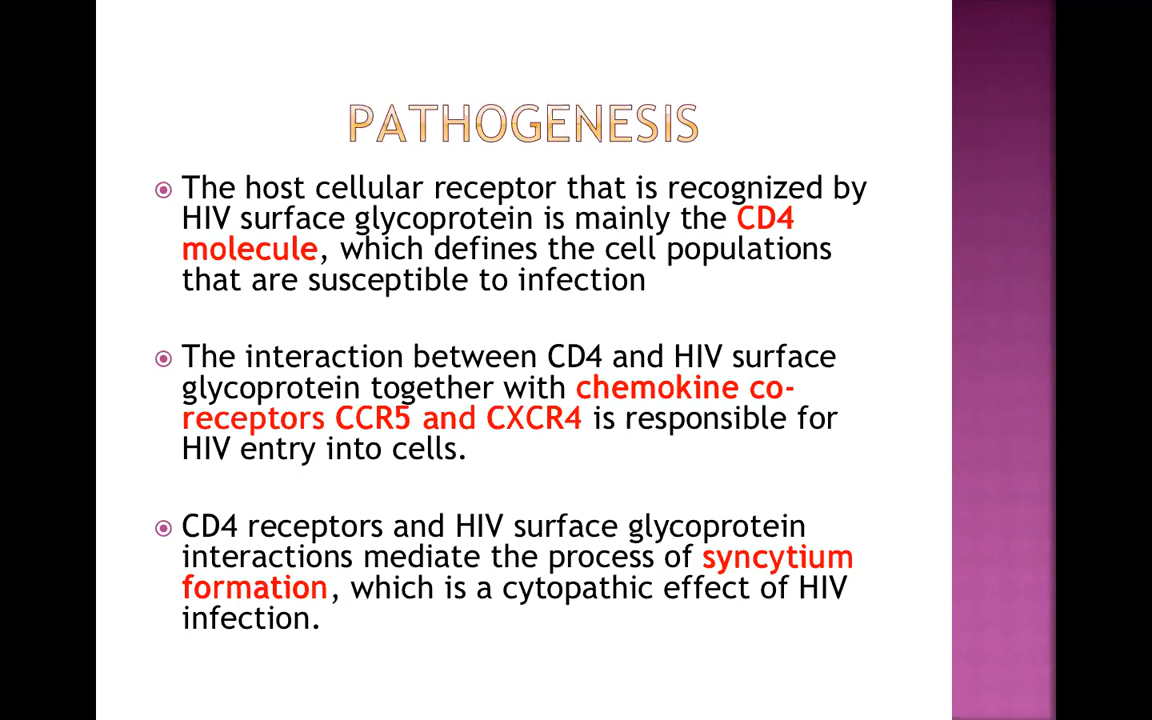 PATHOGENESIS
The host cellular receptor that is recognized by
HIV surface glycoprotein is mainly the CD4
molecule, which defines the cell populations
that are susceptible to infection
The interaction between CD4 and HIV surface
glycoprotein together with chemokine co-
receptors CCR5 and CXCR4 is responsible for
HIV entry into cells.
CD4 receptors and HIV surface glycoprotein
interactions mediate the process of syncytium
formation, which is a cytopathic effect of HIV
infection.